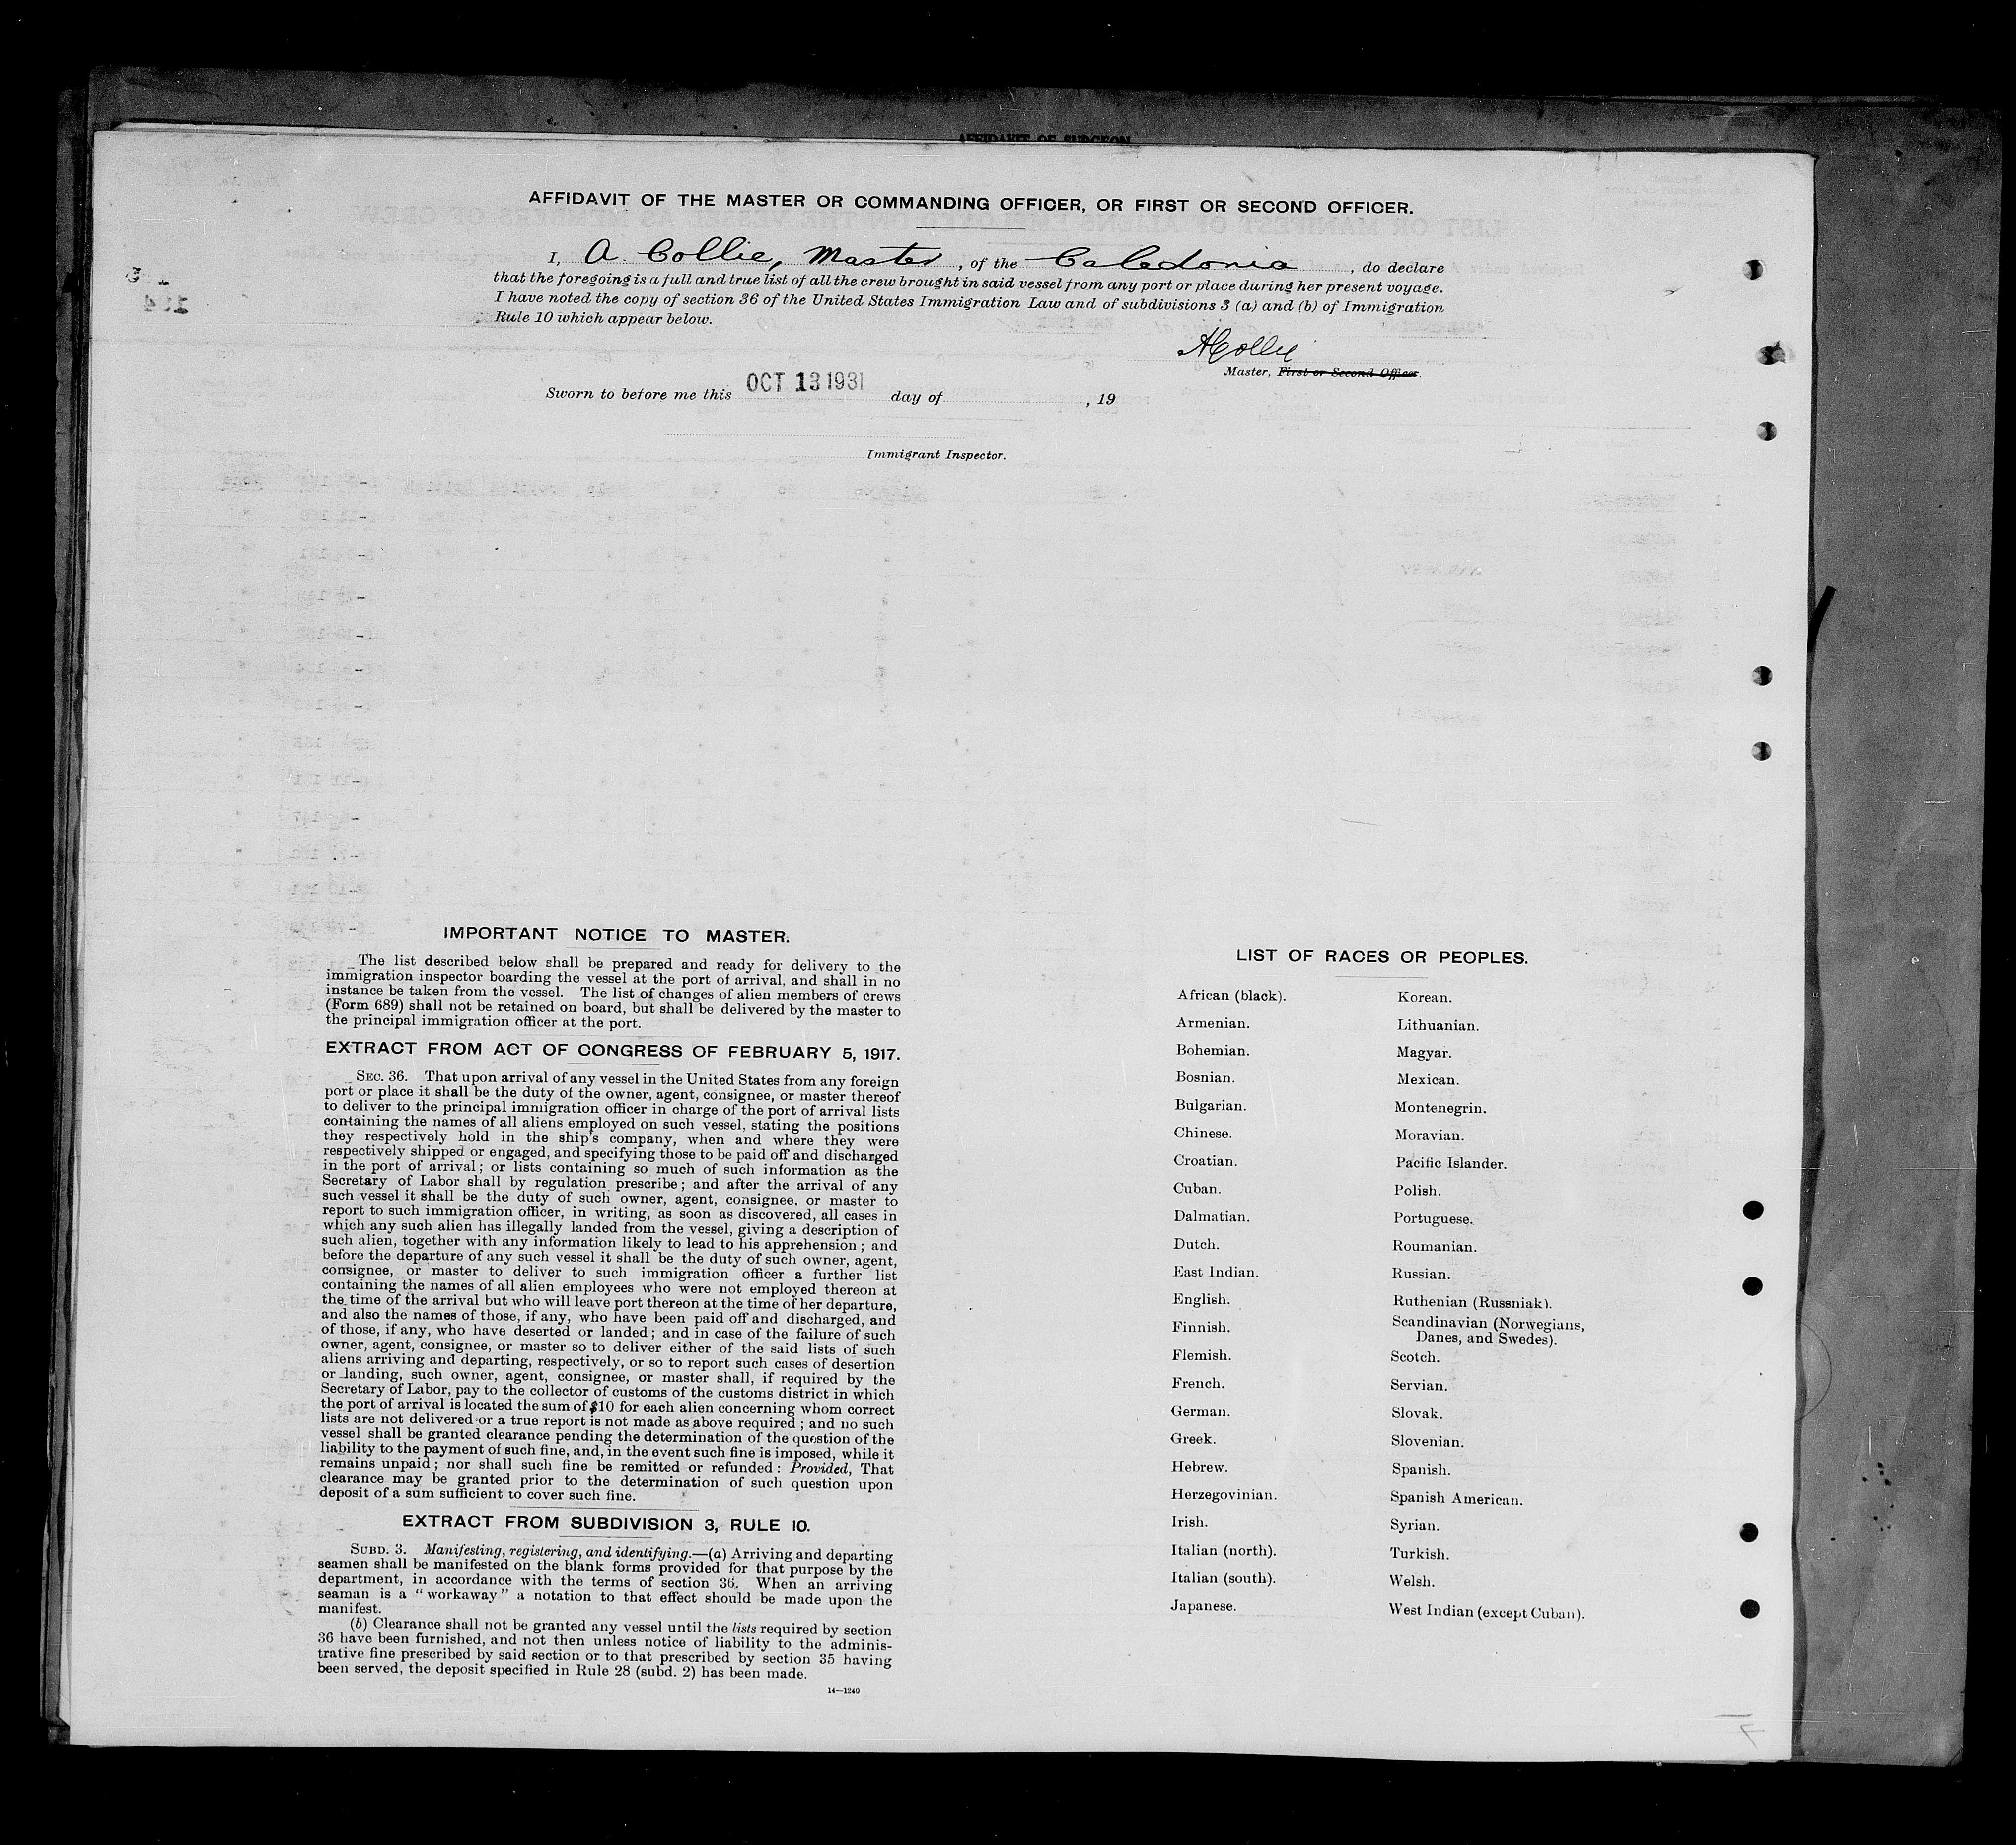 AFFIDAVIT OF SURGEON
AFFIDAVIT OF THE MASTER OR COMMANDING OFFICER, OR FIRST OR SECOND OFFICER.
I, A. Collie, Master, of the Caledonia, do declare
that the foregoing is a full and true list of all the crew brought in said vessel from any port or place during her present voyage.
I have noted the copy of section 36 of the United States Immigration Law and of subdivisions 3 (a) and (b) of Immigration
Rule 10 which appear below.
A Collie
Master, First or Second Officer.
Sworn to before me this OCT 13 1931 day of , 19
Immigrant Inspector.
IMPORTANT NOTICE TO MASTER.
The list described below shall be prepared and ready for delivery to the
immigration inspector boarding the vessel at the port of arrival, and shall in no
instance be taken from the vessel. The list of changes of alien members of crews
(Form 689) shall not be retained on board, but shall be delivered by the master to
the principal immigration officer at the port.
EXTRACT FROM ACT OF CONGRESS OF FEBRUARY 5, 1917.
SEC. 36. That upon arrival of any vessel in the United States from any foreign
port or place it shall be the duty of the owner, agent, consignee, or master thereof
to deliver to the principal immigration officer in charge of the port of arrival lists
containing the names of all aliens employed on such vessel, stating the positions
they respectively hold in the ship's company, when and where they were
respectively shipped or engaged, and specifying those to be paid off and discharged
in the port of arrival; or lists containing so much of such information as the
Secretary of Labor shall by regulation prescribe; and after the arrival of any
such vessel it shall be the duty of such owner, agent, consignee, or master to
report to such immigration officer, in writing, as soon as discovered, all cases in
which any such alien has illegally landed from the vessel, giving a description of
such alien, together with any information likely to lead to his apprehension; and
before the departure of any such vessel it shall be the duty of such owner, agent,
consignee, or master to deliver to such immigration officer a further list
containing the names of all alien employees who were not employed thereon at
the time of the arrival but who will leave port thereon at the time of her departure,
and also the names of those, if any, who have been paid off and discharged, and
of those, if any, who have deserted or landed; and in case of the failure of such
owner, agent, consignee, or master so to deliver either of the said lists of such
aliens arriving and departing, respectively, or so to report such cases of desertion
or landing, such owner, agent, consignee, or master shall, if required by the
Secretary of Labor, pay to the collector of customs of the customs district in which
the port of arrival is located the sum of $10 for each alien concerning whom correct
lists are not delivered or a true report is not made as above required; and no such
vessel shall be granted clearance pending the determination of the question of the
liability to the payment of such fine, and, in the event such fine is imposed, while it
remains unpaid; nor shall such fine be remitted or refunded: Provided, That
clearance may be granted prior to the determination of such question upon
deposit of a sum sufficient to cover such fine.
EXTRACT FROM SUBDIVISION 3, RULE 10.
SUBD. 3. Manifesting, registering, and identifying.—(a) Arriving and departing
seamen shall be manifested on the blank forms provided for that purpose by the
department, in accordance with the terms of section 36. When an arriving
seaman is a "workaway" a notation to that effect should be made upon the
manifest.
(b) Clearance shall not be granted any vessel until the lists required by section
36 have been furnished, and not then unless notice of liability to the adminis-
trative fine prescribed by said section or to that prescribed by section 35 having
been served, the deposit specified in Rule 28 (subd. 2) has been made.
14—1240
LIST OF RACES OR PEOPLES.
African (black).
Armenian.
Bohemian.
Bosnian.
Bulgarian.
Chinese.
Croatian.
Cuban.
Dalmatian.
Dutch.
East Indian.
English.
Finnish.
Flemish.
French.
German.
Greek.
Hebrew.
Herzegovinian.
Irish.
Italian (north).
Italian (south).
Japanese.
Korean.
Lithuanian.
Magyar.
Mexican.
Montenegrin.
Moravian.
Pacific Islander.
Polish.
Portuguese.
Roumanian.
Russian.
Ruthenian (Russniak).
Scandinavian (Norwegians,
Danes, and Swedes).
Scotch.
Servian.
Slovak.
Slovenian.
Spanish.
Spanish American.
Syrian.
Turkish.
Welsh.
West Indian (except Cuban).